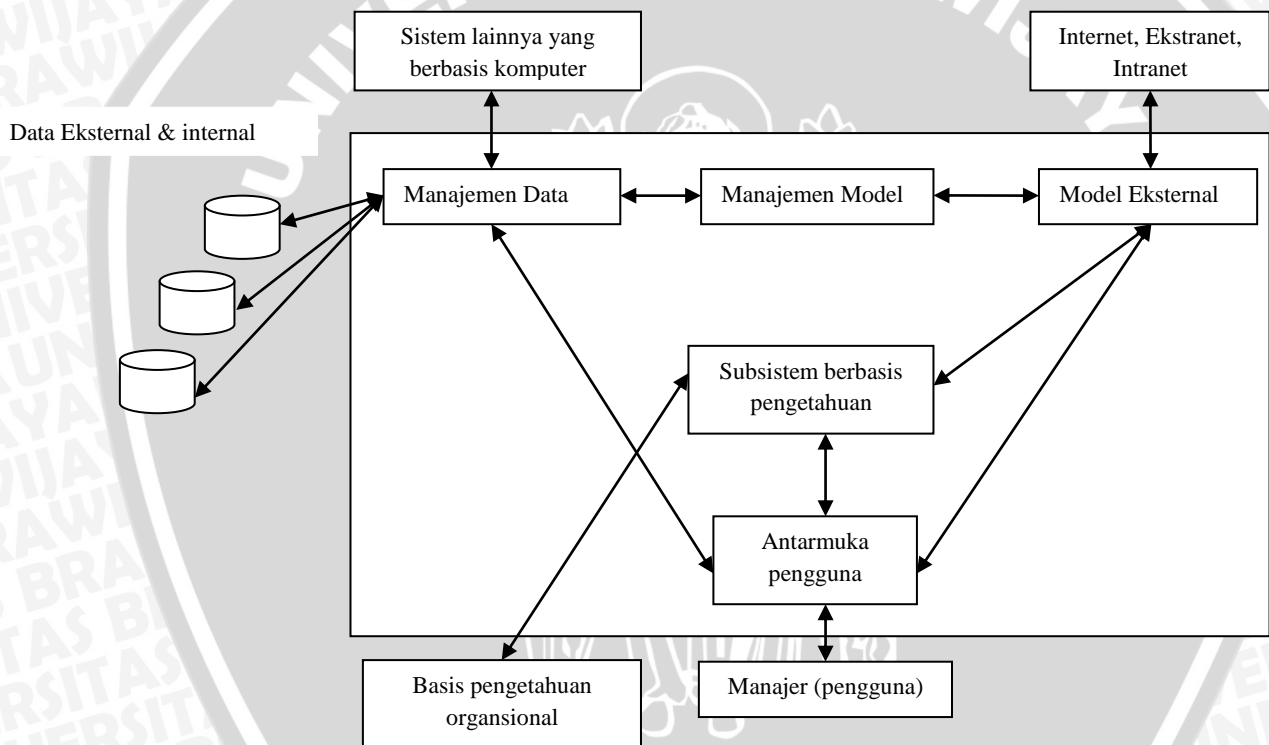 Sistem lainnya yang
berbasis komputer
Internet, Ekstranet,
Intranet
Data Eksternal & internal
Manajemen Data
Manajemen Model
Model Eksternal
Subsistem berbasis
pengetahuan
Antarmuka
pengguna
Basis pengetahuan
organsional
Manajer (pengguna)